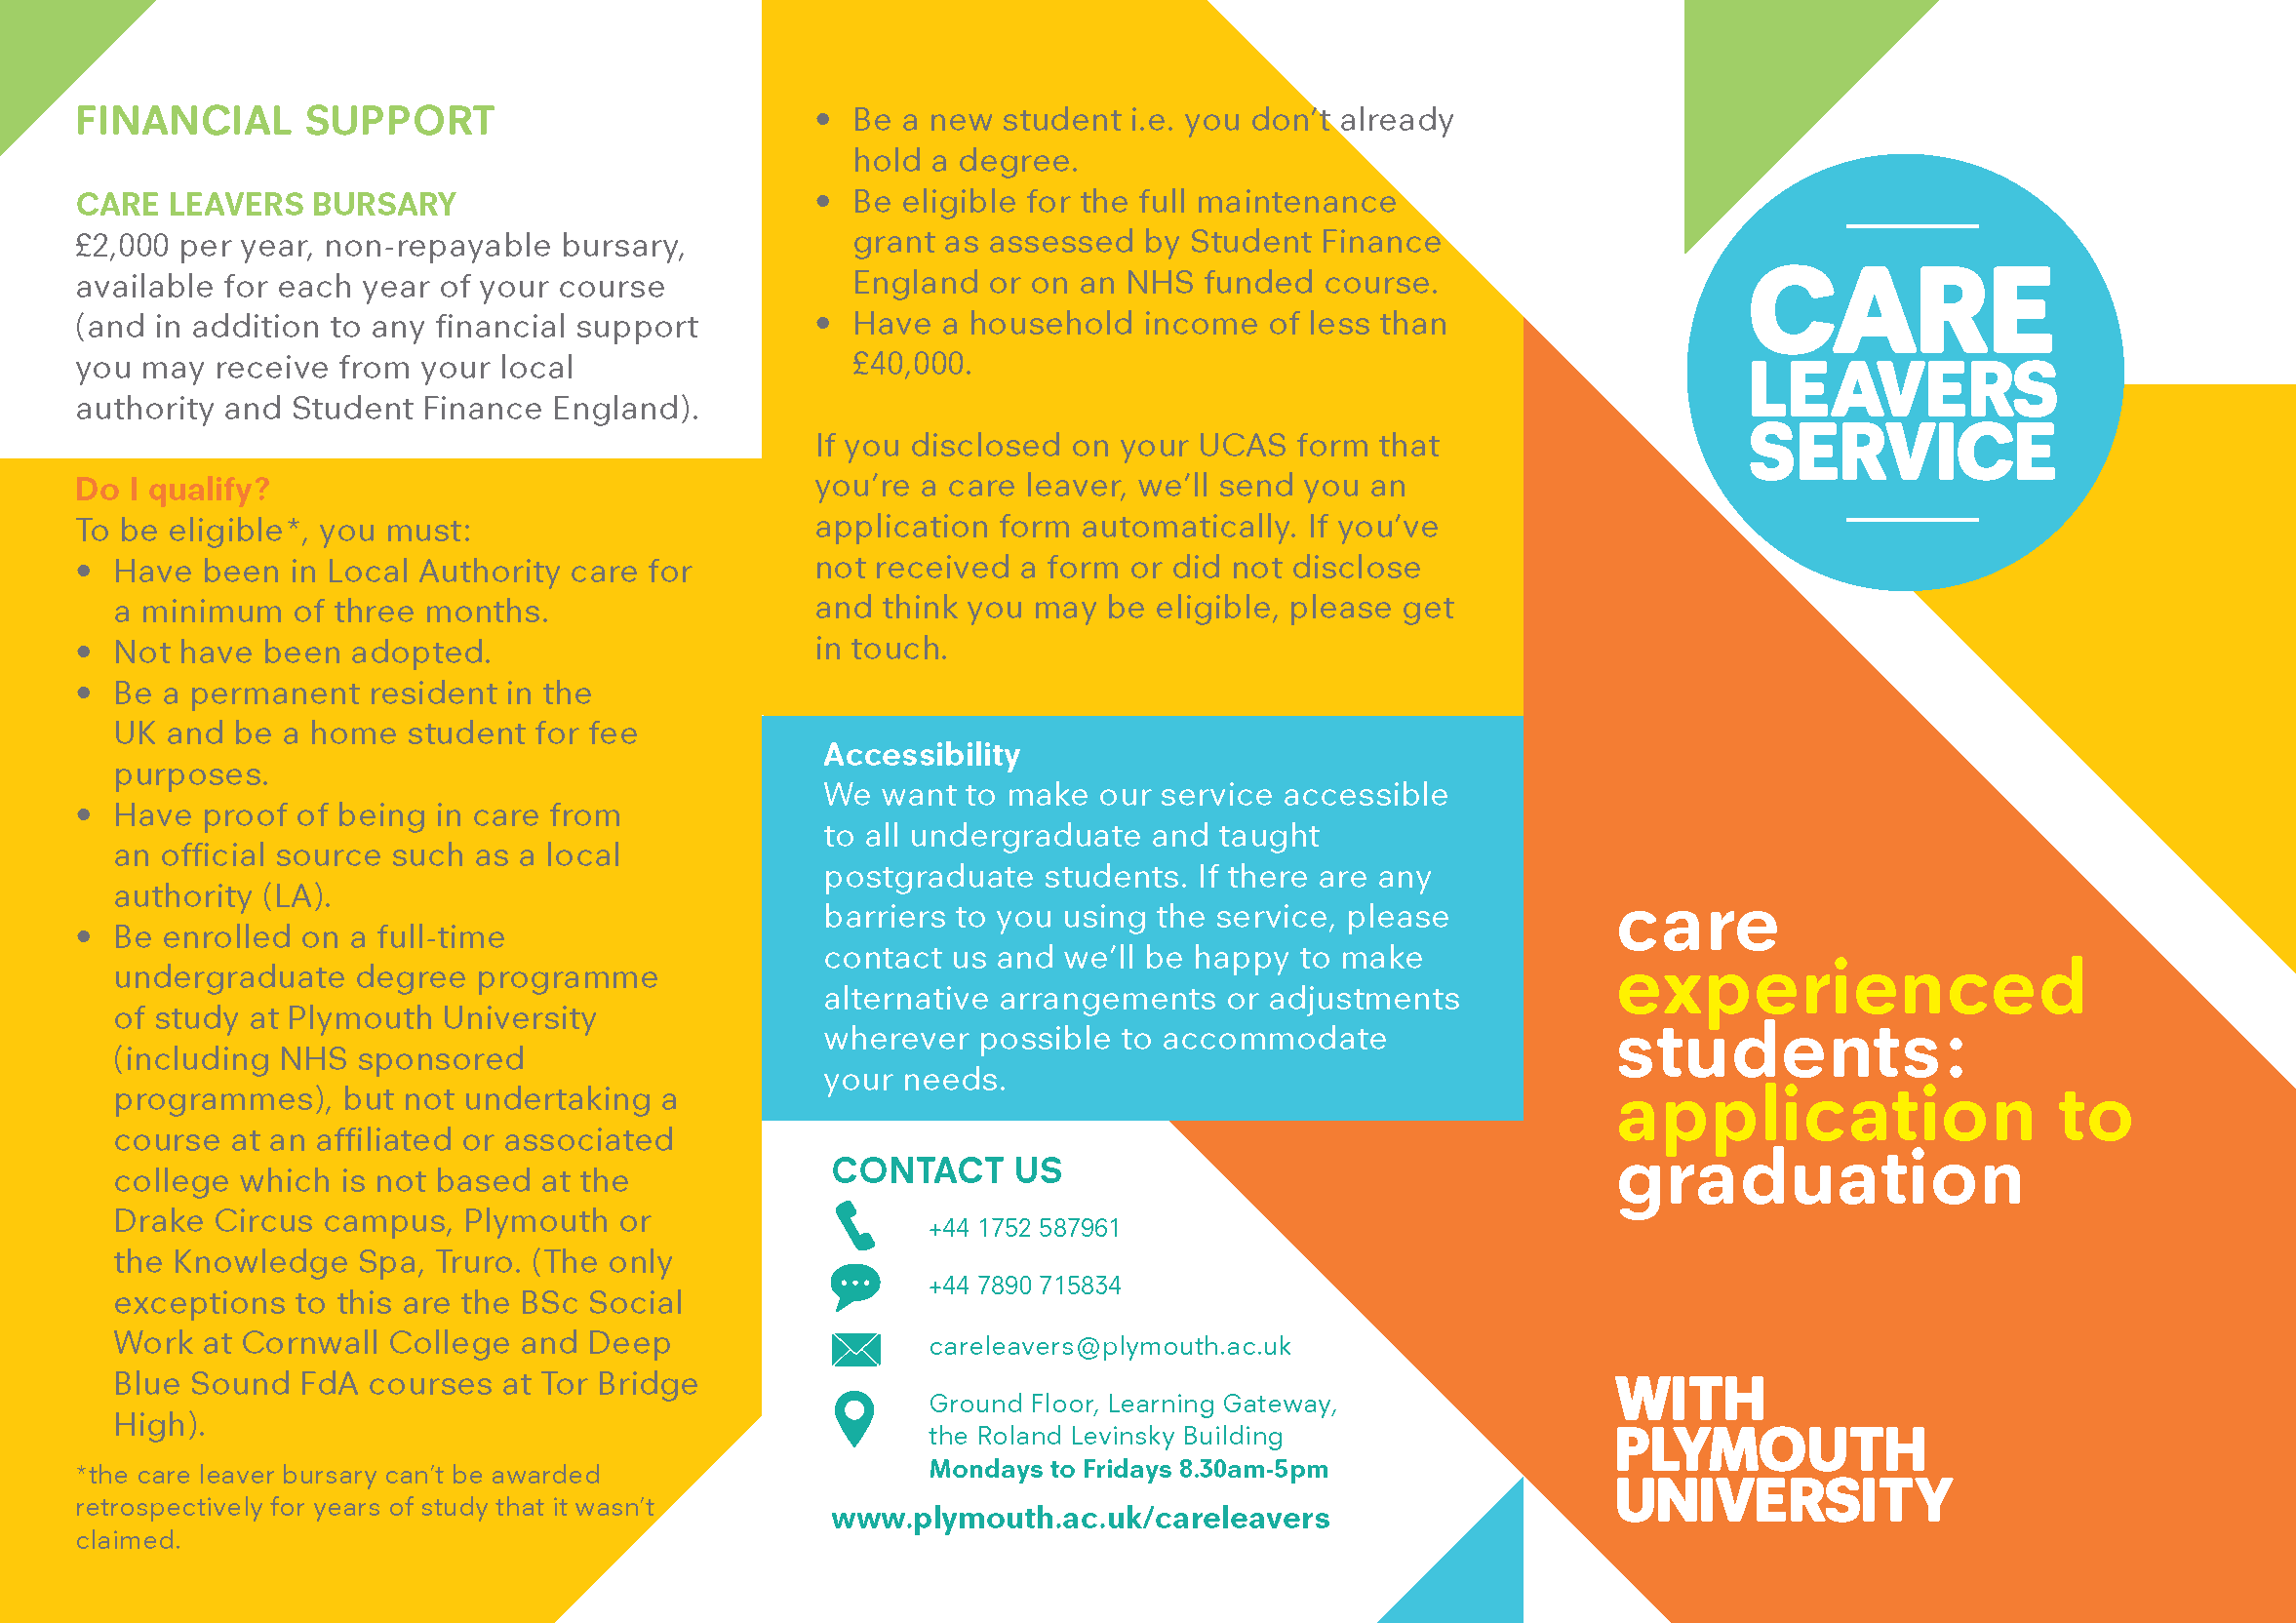 FINANCIAL SUPPORT
CARE LEAVERS BURSARY
£2,000 per year, non-repayable bursary,
available for each year of your course
(and in addition to any financial support
you may receive from your local
authority and Student Finance England).
Do I qualify?
To be eligible*, you must:
• Have been in Local Authority care for
a minimum of three months.
• Not have been adopted.
• Be a permanent resident in the
UK and be a home student for fee
purposes.
• Have proof of being in care from
an official source such as a local
authority (LA).
• Be enrolled on a full-time
undergraduate degree programme
of study at Plymouth University
(including NHS sponsored
programmes), but not undertaking a
course at an affiliated or associated
college which is not based at the
Drake Circus campus, Plymouth or
the Knowledge Spa, Truro. (The only
exceptions to this are the BSc Social
Work at Cornwall College and Deep
Blue Sound FdA courses at Tor Bridge
High).
*the care leaver bursary can’t be awarded
retrospectively for years of study that it wasn’t
claimed.
• Be a new student i.e. you don’t already
hold a degree.
• Be eligible for the full maintenance
grant as assessed by Student Finance
England or on an NHS funded course.
• Have a household income of less than
£40,000.
If you disclosed on your UCAS form that
you’re a care leaver, we’ll send you an
application form automatically. If you’ve
not received a form or did not disclose
and think you may be eligible, please get
in touch.
Accessibility
We want to make our service accessible
to all undergraduate and taught
postgraduate students. If there are any
barriers to you using the service, please
contact us and we’ll be happy to make
alternative arrangements or adjustments
wherever possible to accommodate
your needs.
CONTACT US
+44 1752 587961
+44 7890 715834
careleavers@plymouth.ac.uk
Ground Floor, Learning Gateway,
the Roland Levinsky Building
Mondays to Fridays 8.30am-5pm
www.plymouth.ac.uk/careleavers
CARE
LEAVERS
SERVICE
care
experienced
students:
application to
graduation
WITH
PLYMOUTH
UNIVERSITY